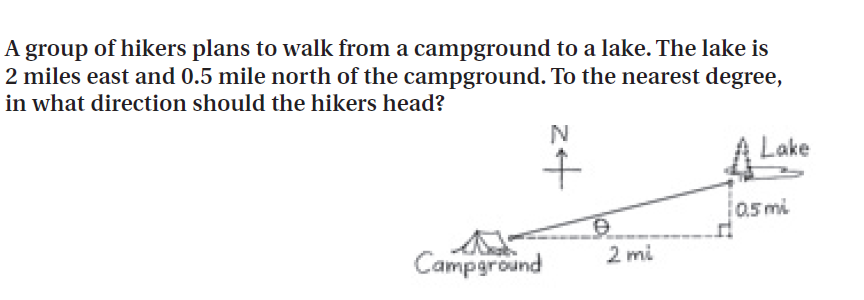 A group of hikers plans to walk from a campground to a lake. The lake is
2 miles east and 0.5 mile north of the campground. To the nearest degree,
in what direction should the hikers head?
N
Lake
0.5 mi
θ
2 mi
Campground